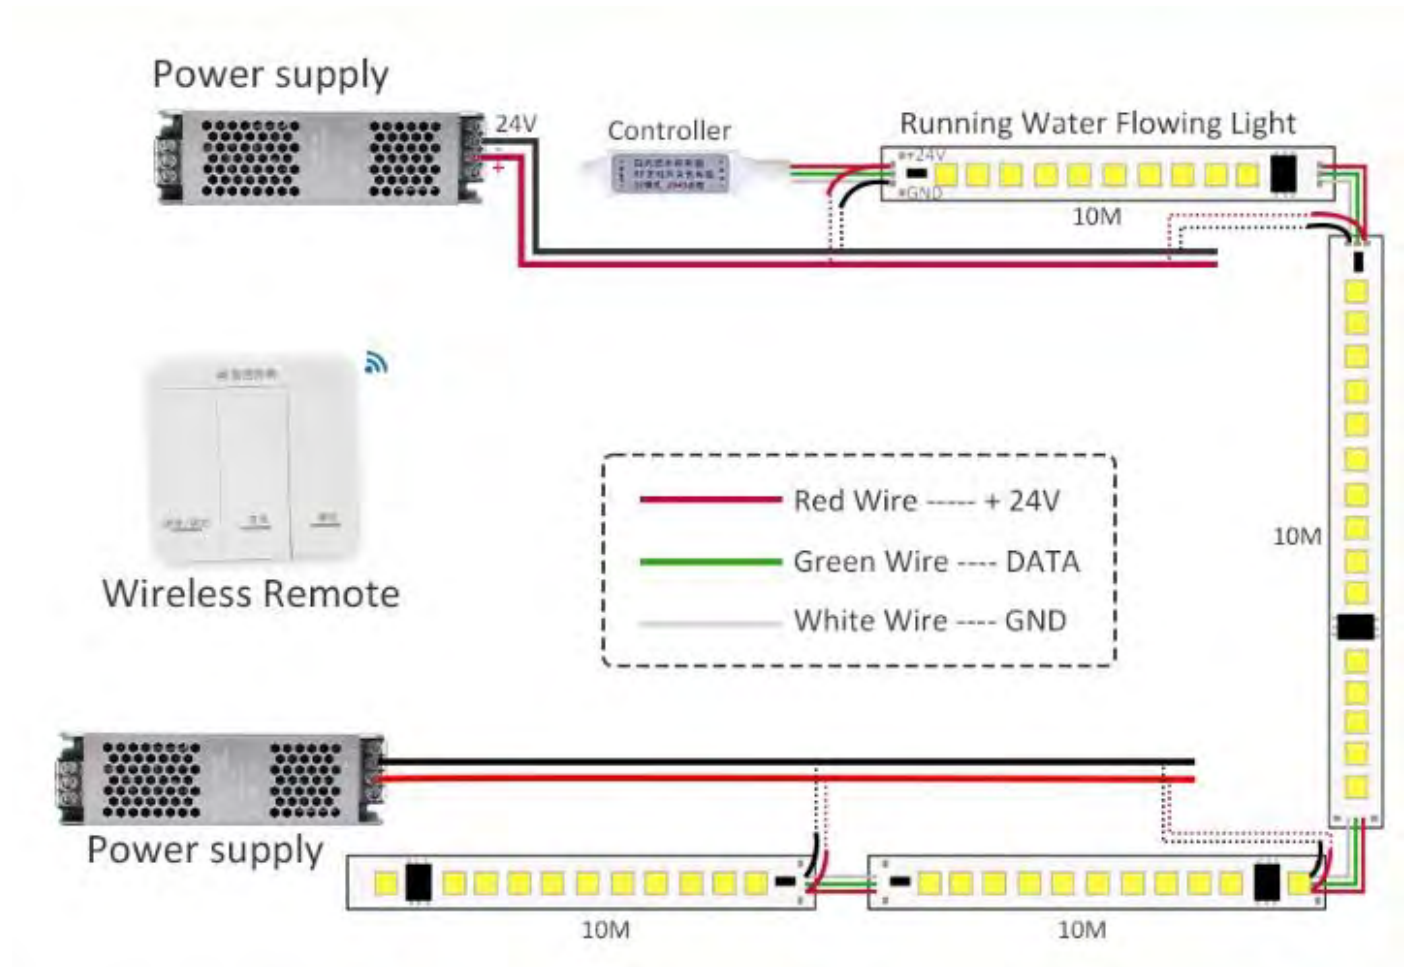 Power supply
24V
-
+
Controller
Running Water Flowing Light
+24V
GND
10M
Red Wire ----- + 24V
Green Wire ---- DATA
White Wire ---- GND
10M
Wireless Remote
Power supply
10M
10M